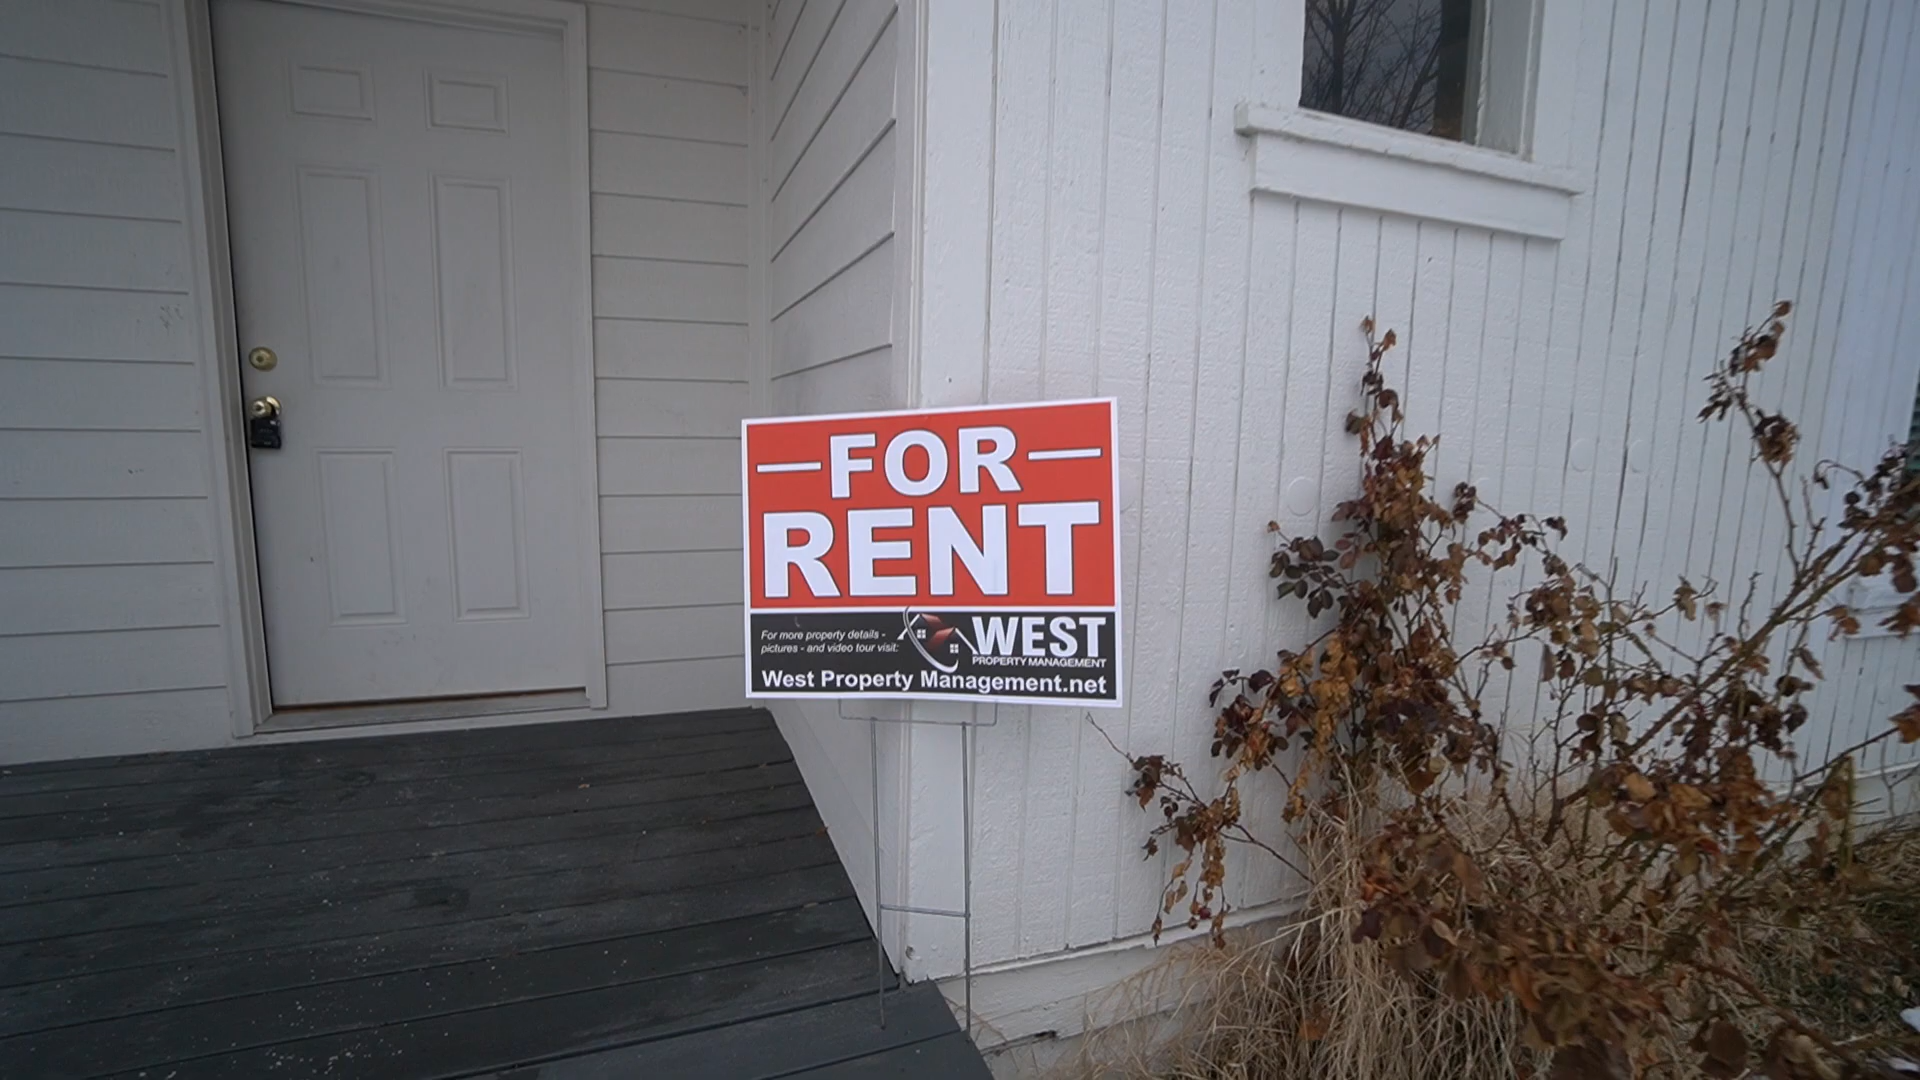 FOR
RENT
For more property details -
pictures - and video tour visit:
WEST
PROPERTY MANAGEMENT
West Property Management.net